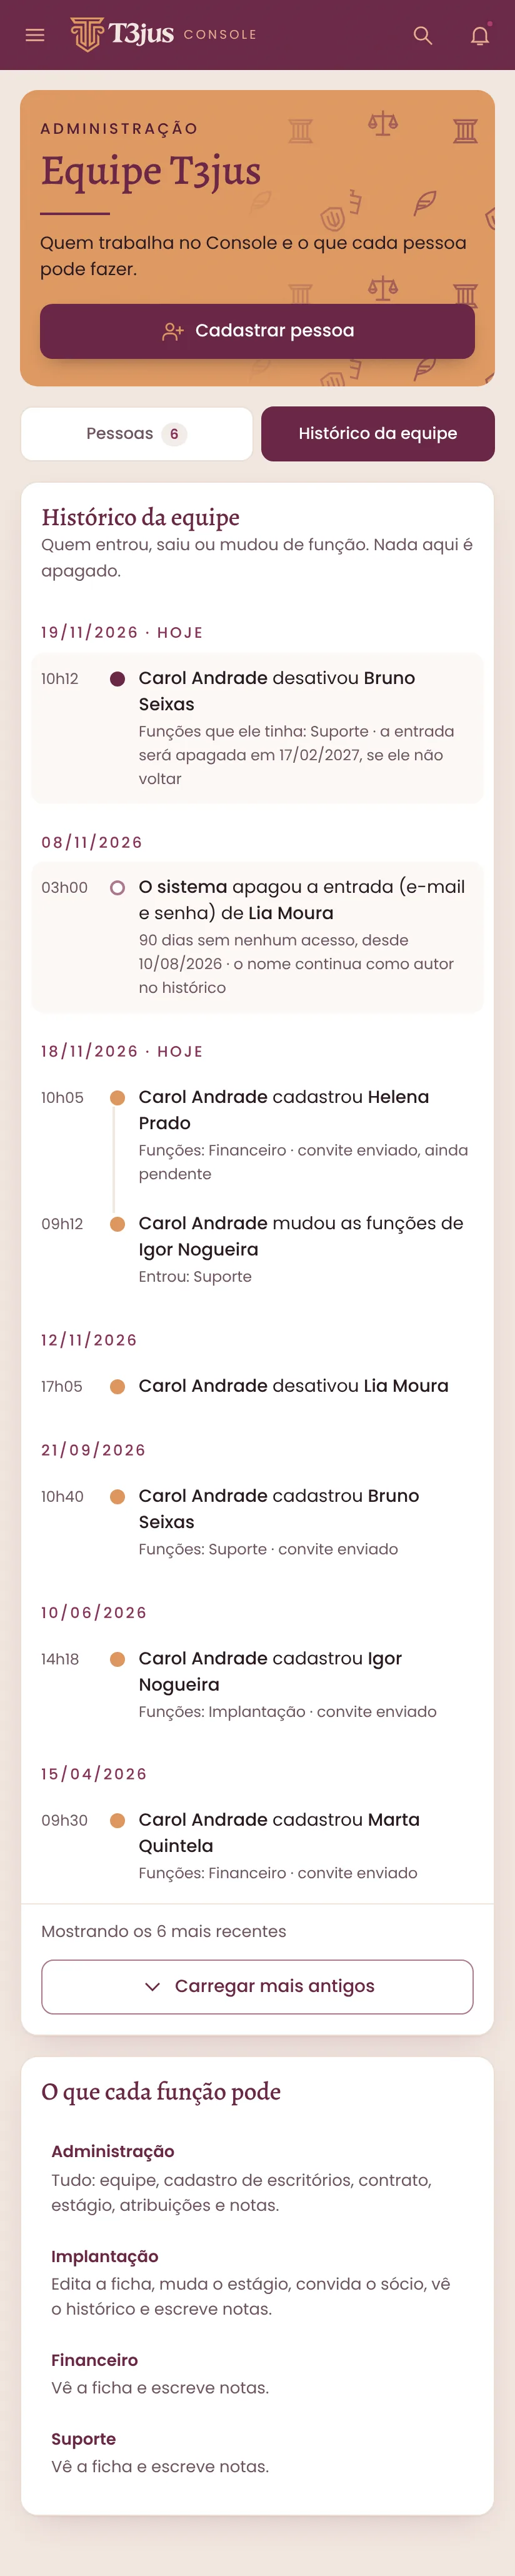 T3jus CONSOLE
ADMINISTRAÇÃO
Equipe T3jus
Quem trabalha no Console e o que cada pessoa
pode fazer.
Cadastrar pessoa
Pessoas 6
Histórico da equipe
Histórico da equipe
Quem entrou, saiu ou mudou de função. Nada aqui é
apagado.
19/11/2026 · HOJE
10h12
Carol Andrade desativou Bruno
Seixas
Funções que ele tinha: Suporte · a entrada
será apagada em 17/02/2027, se ele não
voltar
08/11/2026
03h00
O sistema apagou a entrada (e-mail
e senha) de Lia Moura
90 dias sem nenhum acesso, desde
10/08/2026 · o nome continua como autor
no histórico
18/11/2026 · HOJE
10h05
Carol Andrade cadastrou Helena
Prado
Funções: Financeiro · convite enviado, ainda
pendente
09h12
Carol Andrade mudou as funções de
Igor Nogueira
Entrou: Suporte
12/11/2026
17h05
Carol Andrade desativou Lia Moura
21/09/2026
10h40
Carol Andrade cadastrou Bruno
Seixas
Funções: Suporte · convite enviado
10/06/2026
14h18
Carol Andrade cadastrou Igor
Nogueira
Funções: Implantação · convite enviado
15/04/2026
09h30
Carol Andrade cadastrou Marta
Quintela
Funções: Financeiro · convite enviado
Mostrando os 6 mais recentes
Carregar mais antigos
O que cada função pode
Administração
Tudo: equipe, cadastro de escritórios, contrato,
estágio, atribuições e notas.
Implantação
Edita a ficha, muda o estágio, convida o sócio, vê
o histórico e escreve notas.
Financeiro
Vê a ficha e escreve notas.
Suporte
Vê a ficha e escreve notas.